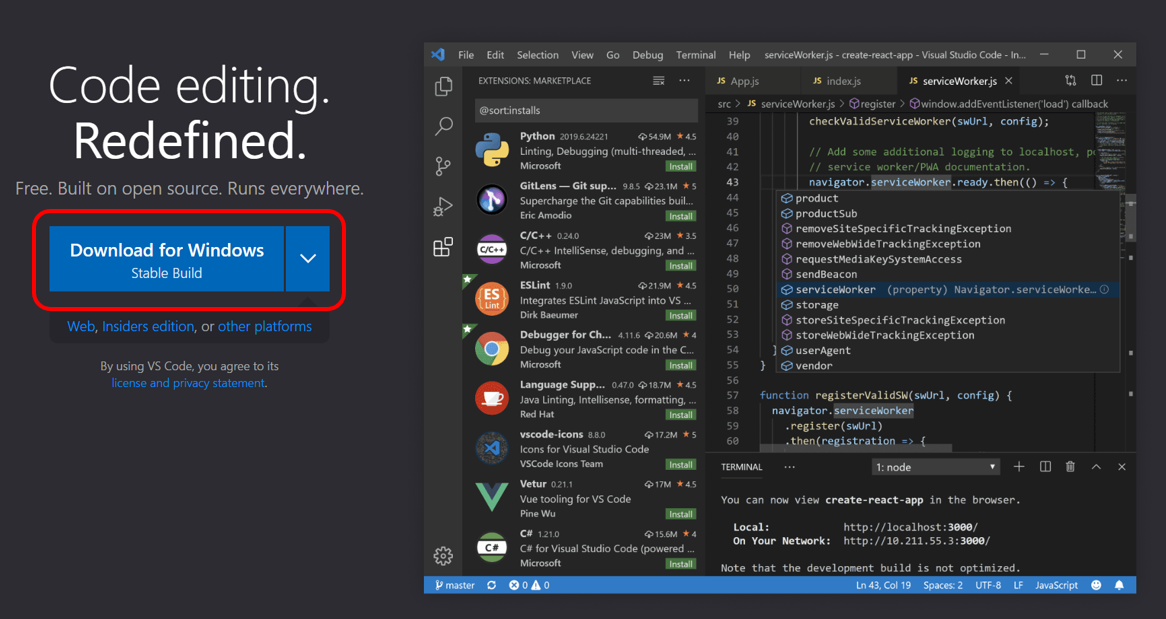 Code editing.
Redefined.
Free. Built on open source. Runs everywhere.
Download for Windows
Stable Build
Web, Insiders edition, or other platforms
By using VS Code, you agree to its
license and privacy statement.
File Edit Selection View Go Debug Terminal Help serviceWorker.js - create-react-app - Visual Studio Code - In...
EXTENSIONS: MARKETPLACE ...
@sort:installs
Python 2019.6.24221 54.9M ★ 4.5
Linting, Debugging (multi-threaded, ...
Microsoft Install
GitLens — Git sup... 9.8.5 23.1M ★ 5
Supercharge the Git capabilities buil...
Eric Amodio Install
C/C++ 0.24.0 23M ★ 3.5
C/C++
C/C++ IntelliSense, debugging, and ...
Microsoft Install
ESLint 1.9.0 21.9M ★ 4.5
ES
Lint
Integrates ESLint JavaScript into VS ...
Dirk Baeumer Install
Debugger for Ch... 4.11.6 20.6M ★ 4
Debug your JavaScript code in the C...
Microsoft Install
Language Supp... 0.47.0 18.7M ★ 4.5
Java Linting, Intellisense, formatting, ...
Red Hat Install
vscode-icons 8.8.0 17.2M ★ 5
Icons for Visual Studio Code
VSCode Icons Team Install
Vetur 0.21.1 17M ★ 4.5
Vue tooling for VS Code
Pine Wu Install
C# 1.21.0 15.6M ★ 4
C#
C# for Visual Studio Code (powered ...
Microsoft Install
JS App.js JS index.js JS serviceWorker.js ...
src > JS serviceWorker.js > register > window.addEventListener('load') callback
39 checkValidServiceWorker(swUrl, config);
40
41 // Add some additional logging to localhost, p
42 // service worker/PWA documentation.
43 navigator.serviceWorker.ready.then(() => {
44 product
45 productSub
46 removeSiteSpecificTrackingException
47 removeWebWideTrackingException
48 requestMediaKeySystemAccess
49 sendBeacon
50 serviceWorker (property) Navigator.serviceWorke...
51 storage
52 storeSiteSpecificTrackingException
53 storeWebWideTrackingException
54 } userAgent
55 } vendor
56
57 function registerValidSW(swUrl, config) {
58 navigator.serviceWorker
59 .register(swUrl)
60 .then(registration => {
TERMINAL ... 1: node
You can now view create-react-app in the browser.
Local: http://localhost:3000/
On Your Network: http://10.211.55.3:3000/
Note that the development build is not optimized.
master 0 0 Ln 43, Col 19 Spaces: 2 UTF-8 LF JavaScript